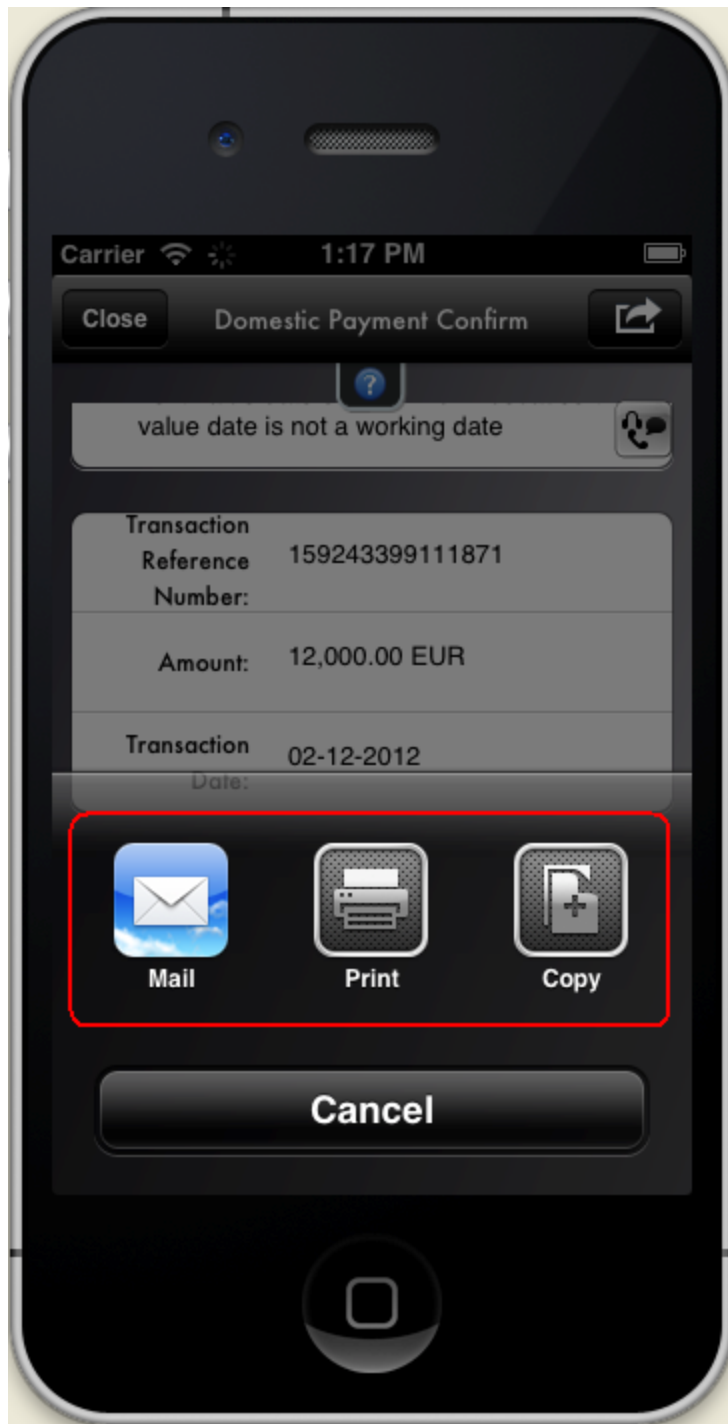 Carrier 1:17 PM
Close Domestic Payment Confirm
?
value date is not a working date
Transaction
Reference 159243399111871
Number:
Amount: 12,000.00 EUR
Transaction 02-12-2012
Date:
Mail Print Copy
Cancel